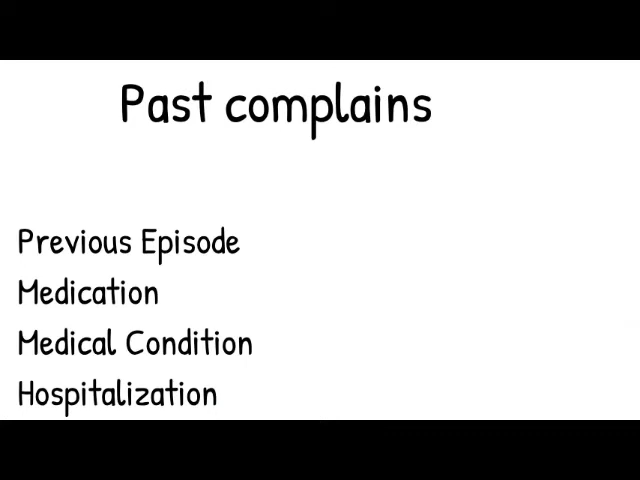 Past complains
Previous Episode
Medication
Medical Condition
Hospitalization